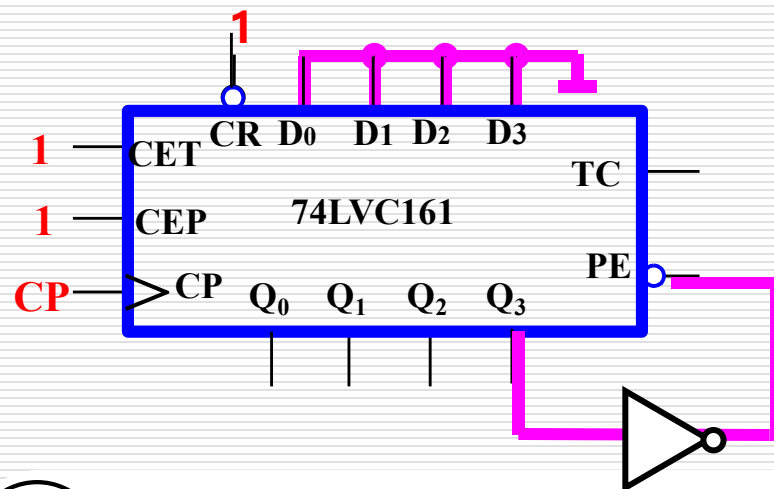 1
CR D0 D1 D2 D3
1 CET
TC
1 CEP
74LVC161
PE
CP CP
Q0 Q1 Q2 Q3